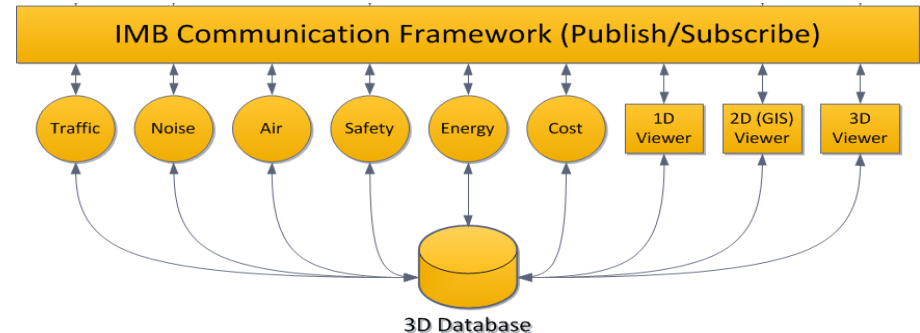 IMB Communication Framework (Publish/Subscribe)
Traffic
Noise
Air
Safety
Energy
Cost
1D
Viewer
2D (GIS)
Viewer
3D
Viewer
3D Database